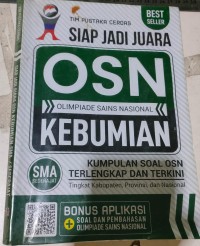 TIM PUSTAKA CERDAS
BEST
SELLER
SIAP JADI JUARA
OSN
OLIMPIADE SAINS NASIONAL
KEBUMIAN
SMA
SEDERAJAT
KUMPULAN SOAL OSN
TERLENGKAP DAN TERKINI
Tingkat Kabupaten, Provinsi, dan Nasional
BONUS APLIKASI
SOAL DAN PEMBAHASAN
OLIMPIADE SAINS NASIONAL